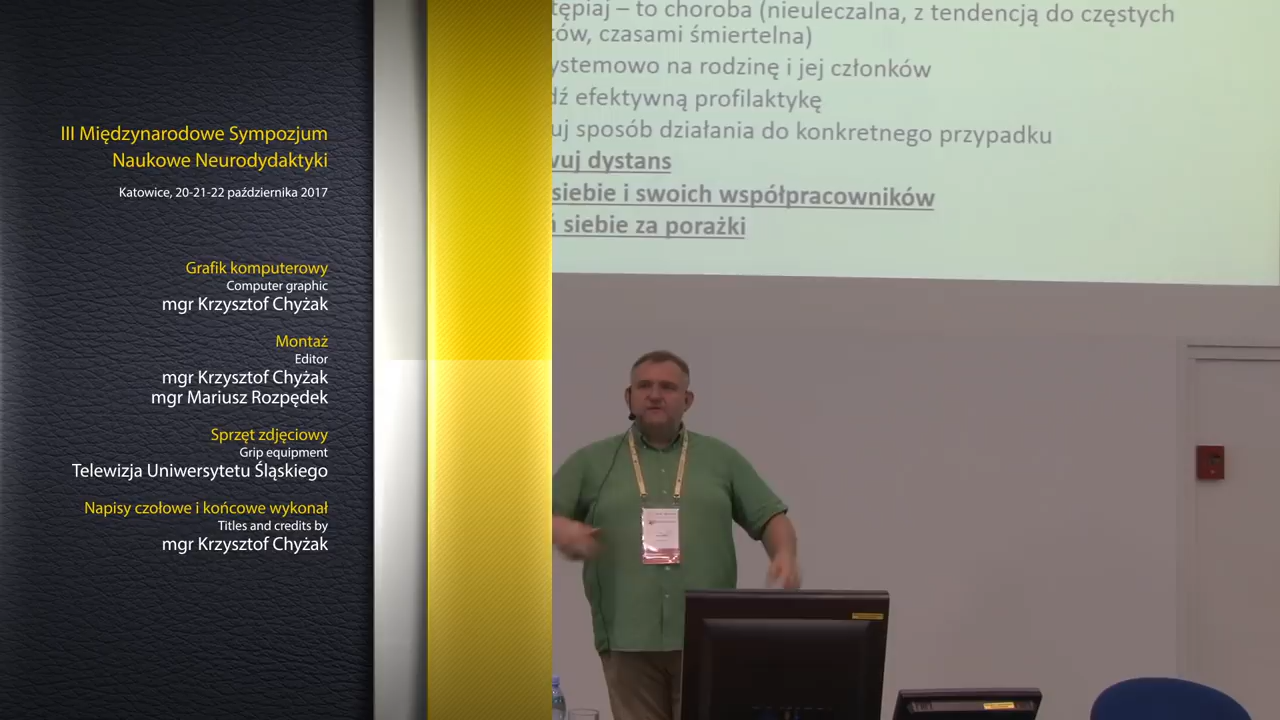 III Międzynarodowe Sympozjum
Naukowe Neurodydaktyki
Katowice, 20-21-22 października 2017
Grafik komputerowy
Computer graphic
mgr Krzysztof Chyżak
Montaż
Editor
mgr Krzysztof Chyżak
mgr Mariusz Rozpędek
Sprzęt zdjęciowy
Grip equipment
Telewizja Uniwersytetu Śląskiego
Napisy czołowe i końcowe wykonał
Titles and credits by
mgr Krzysztof Chyżak
tępiaj – to choroba (nieuleczalna, z tendencją do częstych
tów, czasami śmiertelna)
ystemowo na rodzinę i jej członków
dź efektywną profilaktykę
uj sposób działania do konkretnego przypadku
wuj dystans
siebie i swoich współpracowników
ń siebie za porażki